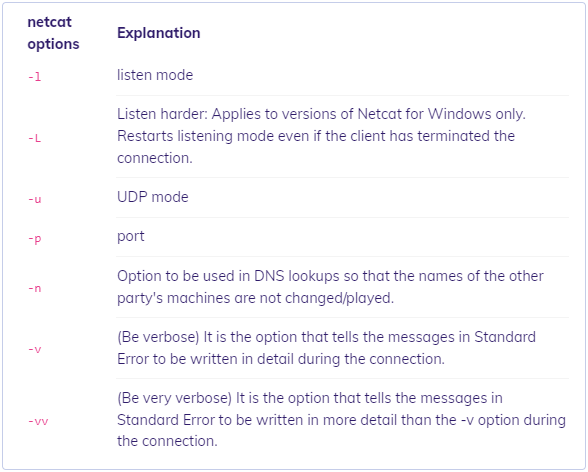 netcat
options
Explanation
-l
listen mode
Listen harder: Applies to versions of Netcat for Windows only.
-L
Restarts listening mode even if the client has terminated the
connection.
-u
UDP mode
-p
port
-n
Option to be used in DNS lookups so that the names of the other
party's machines are not changed/played.
-v
(Be verbose) It is the option that tells the messages in Standard
Error to be written in detail during the connection.
-vv
(Be very verbose) It is the option that tells the messages in
Standard Error to be written in more detail than the -v option during
the connection.